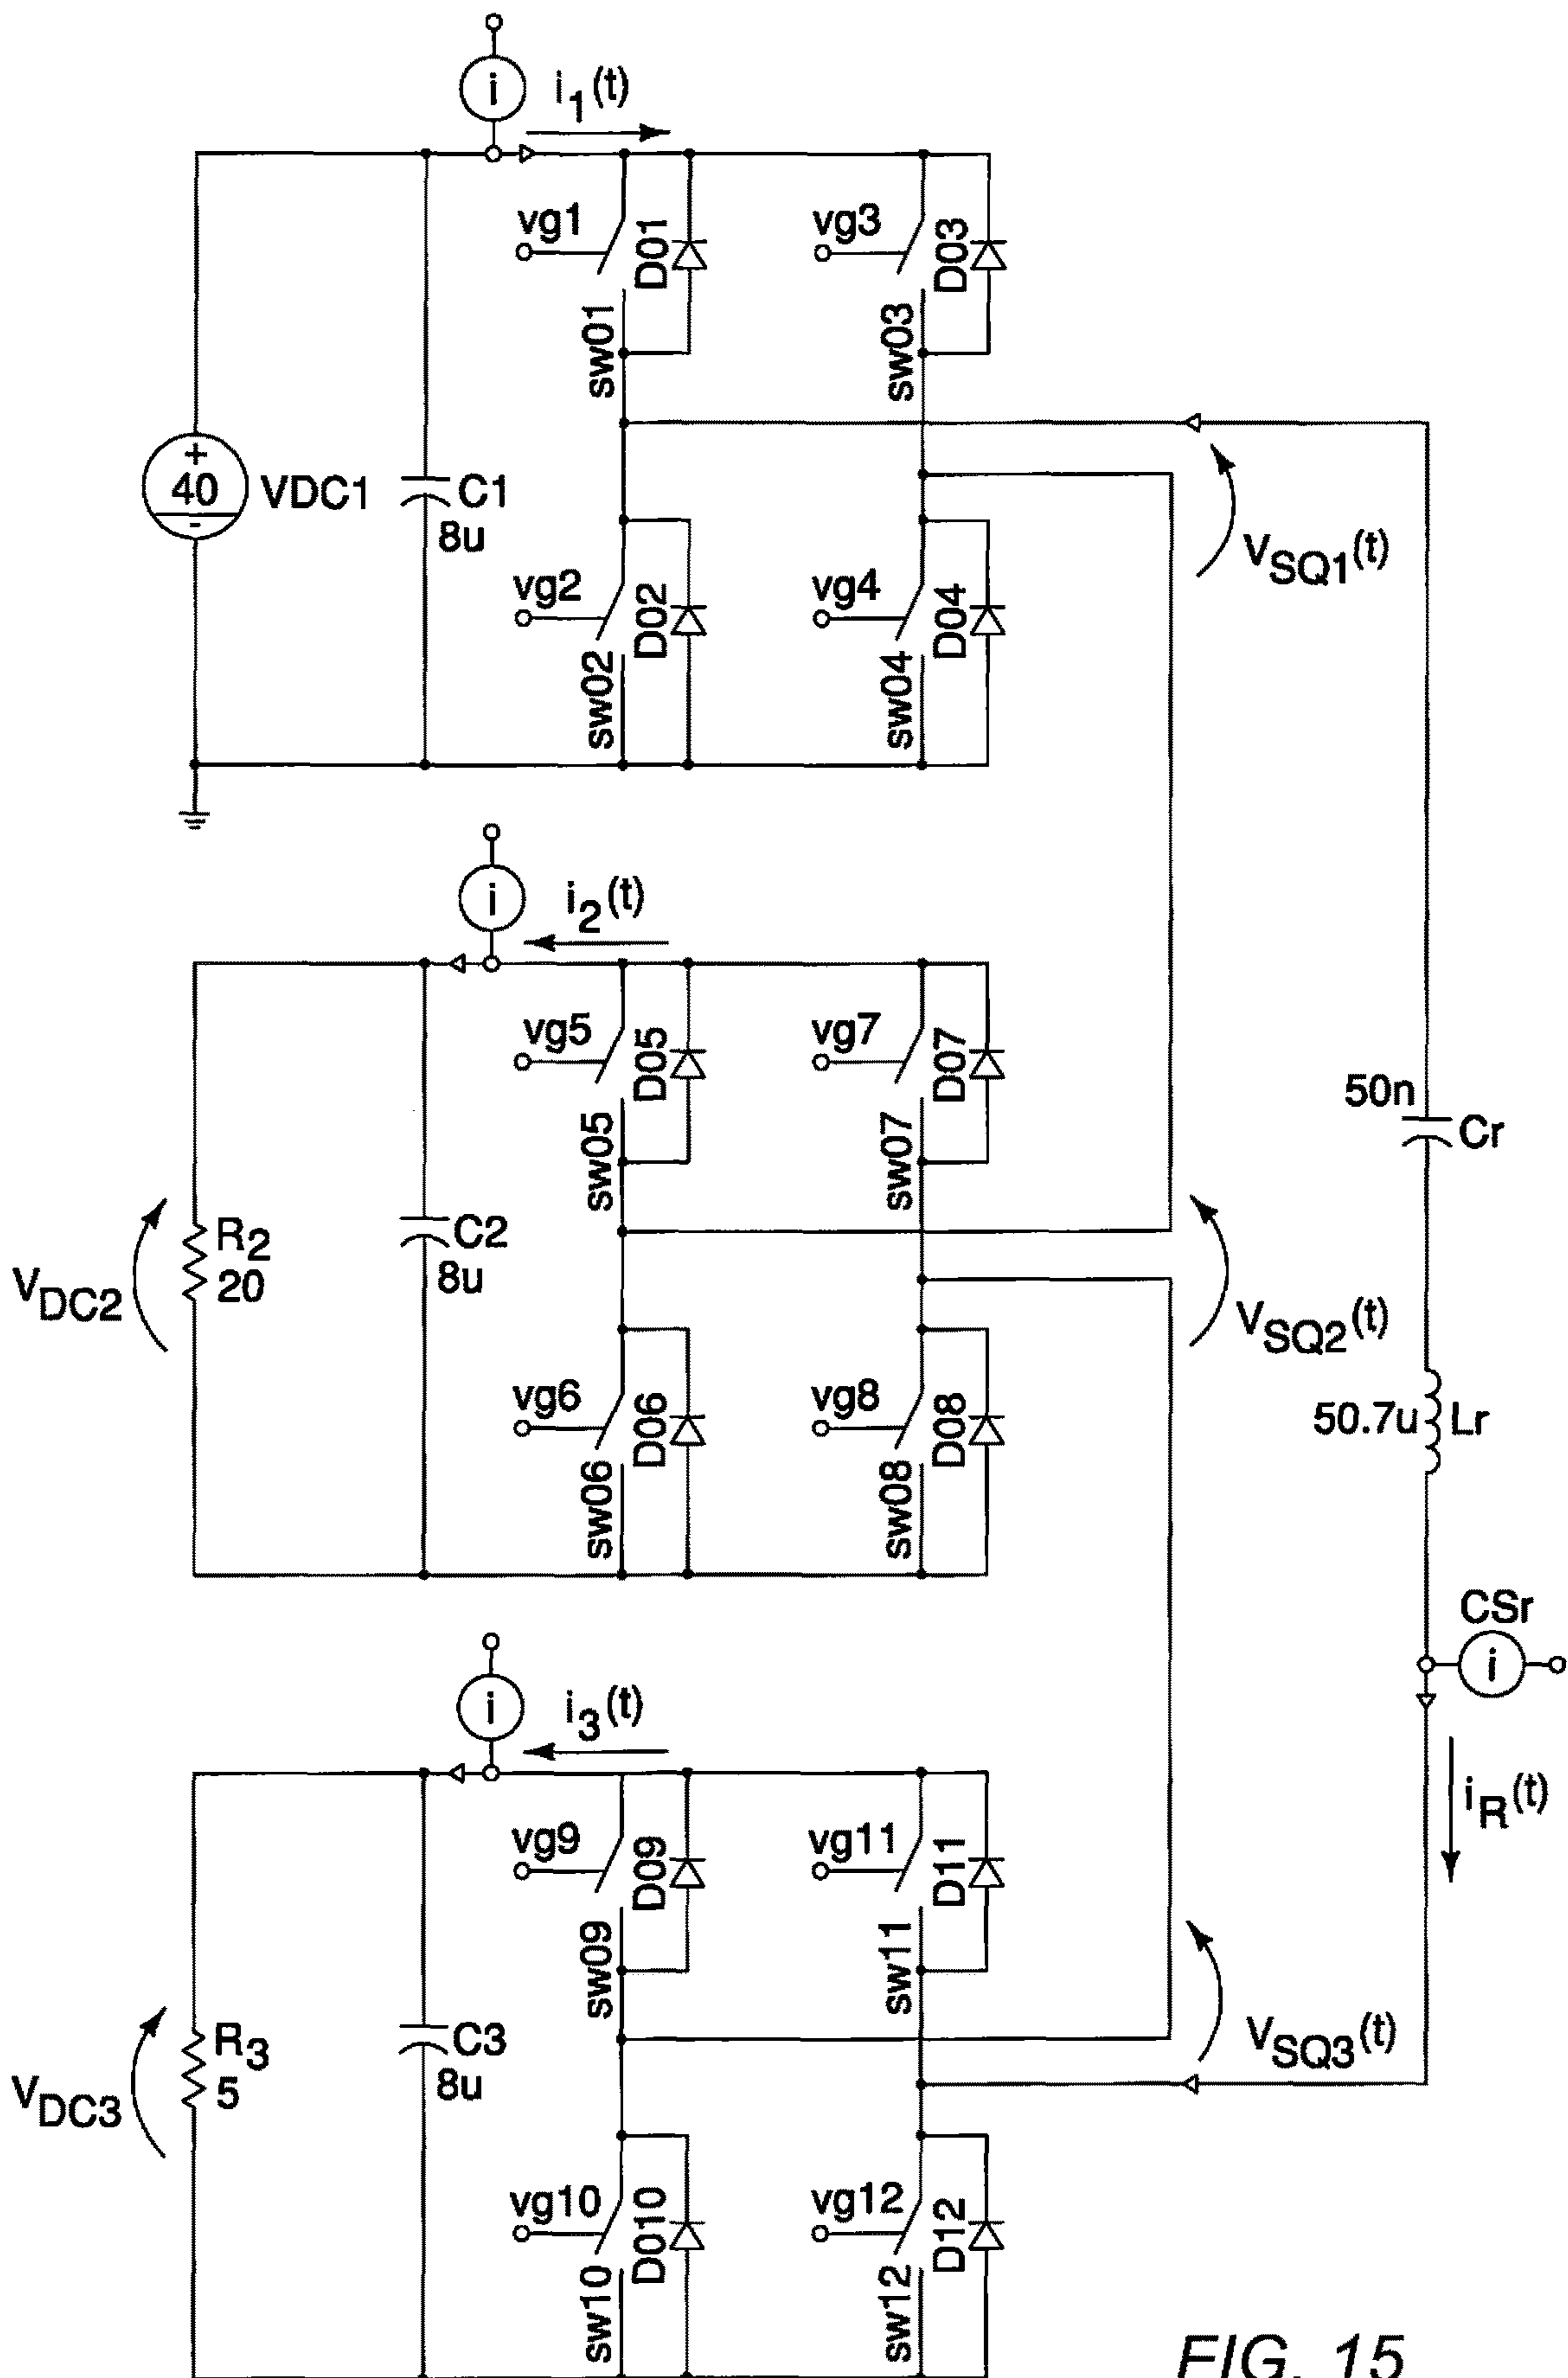 i
i1(t)
vg1
D01
sw01
vg3
D03
sw03
+
40
-
VDC1
C1
8u
VSQ1(t)
vg2
D02
sw02
vg4
D04
sw04
i
i2(t)
vg5
D05
sw05
vg7
D07
sw07
50n
Cr
R2
20
VDC2
C2
8u
VSQ2(t)
vg6
D06
sw06
vg8
D08
sw08
50.7u
Lr
CSr
i
i
i3(t)
iR(t)
vg9
D09
sw09
vg11
D11
sw11
R3
5
VDC3
C3
8u
VSQ3(t)
vg10
D010
sw10
vg12
D12
sw12
FIG. 15